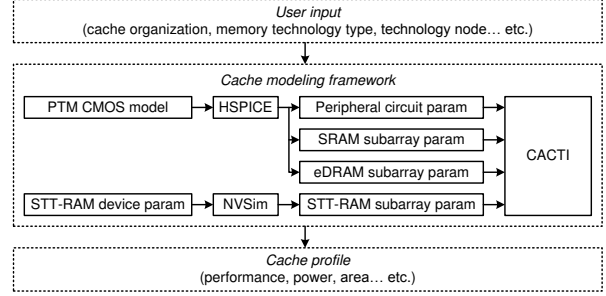 User input
(cache organization, memory technology type, technology node… etc.)
Cache modeling framework
PTM CMOS model
HSPICE
Peripheral circuit param
SRAM subarray param
eDRAM subarray param
CACTI
STT-RAM device param
NVSim
STT-RAM subarray param
Cache profile
(performance, power, area… etc.)